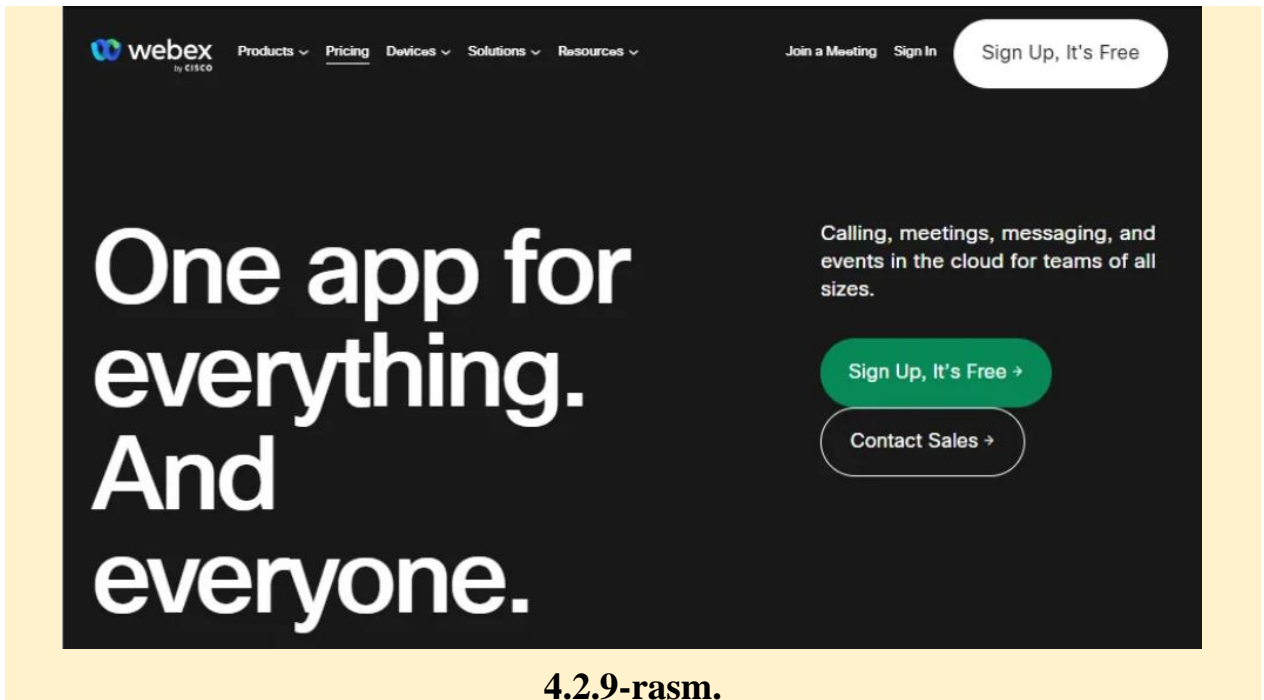 webex Products Pricing Devices Solutions Resources Join a Meeting Sign In Sign Up, It's Free
by CISCO
One app for
everything.
And
everyone.
Calling, meetings, messaging, and
events in the cloud for teams of all
sizes.
Sign Up, It's Free →
Contact Sales →
4.2.9-rasm.